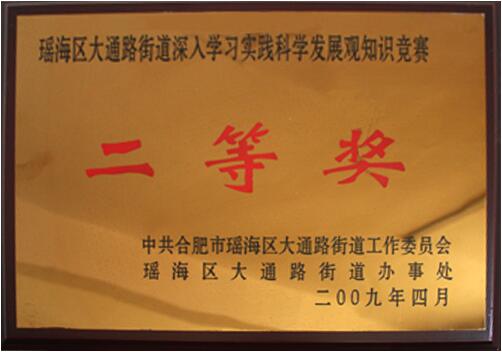 瑶海区大通路街道深入学习实践科学发展观知识竞赛
二等奖
中共合肥市瑶海区大通路街道工作委员会
瑶海区大通路街道办事处
二00九年四月